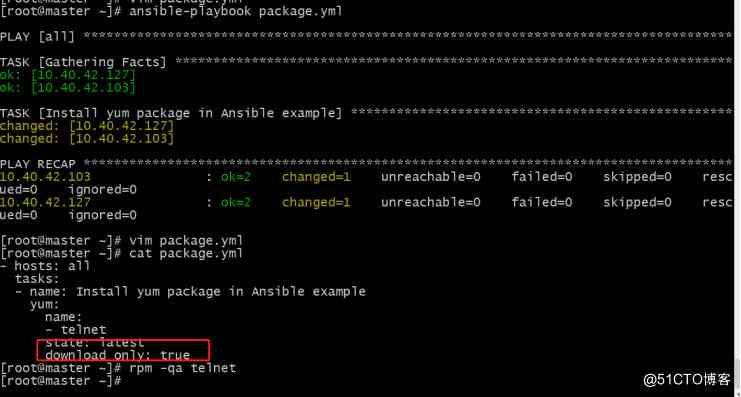 [root@master ~]# vim package.yml
[root@master ~]# ansible-playbook package.yml
PLAY [all] *********************************************************************************
TASK [Gathering Facts] *********************************************************************
ok: [10.40.42.127]
ok: [10.40.42.103]
TASK [Install yum package in Ansible example] **********************************************
changed: [10.40.42.127]
changed: [10.40.42.103]
PLAY RECAP *********************************************************************************
10.40.42.103 : ok=2 changed=1 unreachable=0 failed=0 skipped=0 resc
ued=0 ignored=0
10.40.42.127 : ok=2 changed=1 unreachable=0 failed=0 skipped=0 resc
ued=0 ignored=0
[root@master ~]# vim package.yml
[root@master ~]# cat package.yml
- hosts: all
  tasks:
  - name: Install yum package in Ansible example
    yum:
      name:
      - telnet
      state: latest
      download_only: true
[root@master ~]# rpm -qa telnet
[root@master ~]#
@51CTO博客